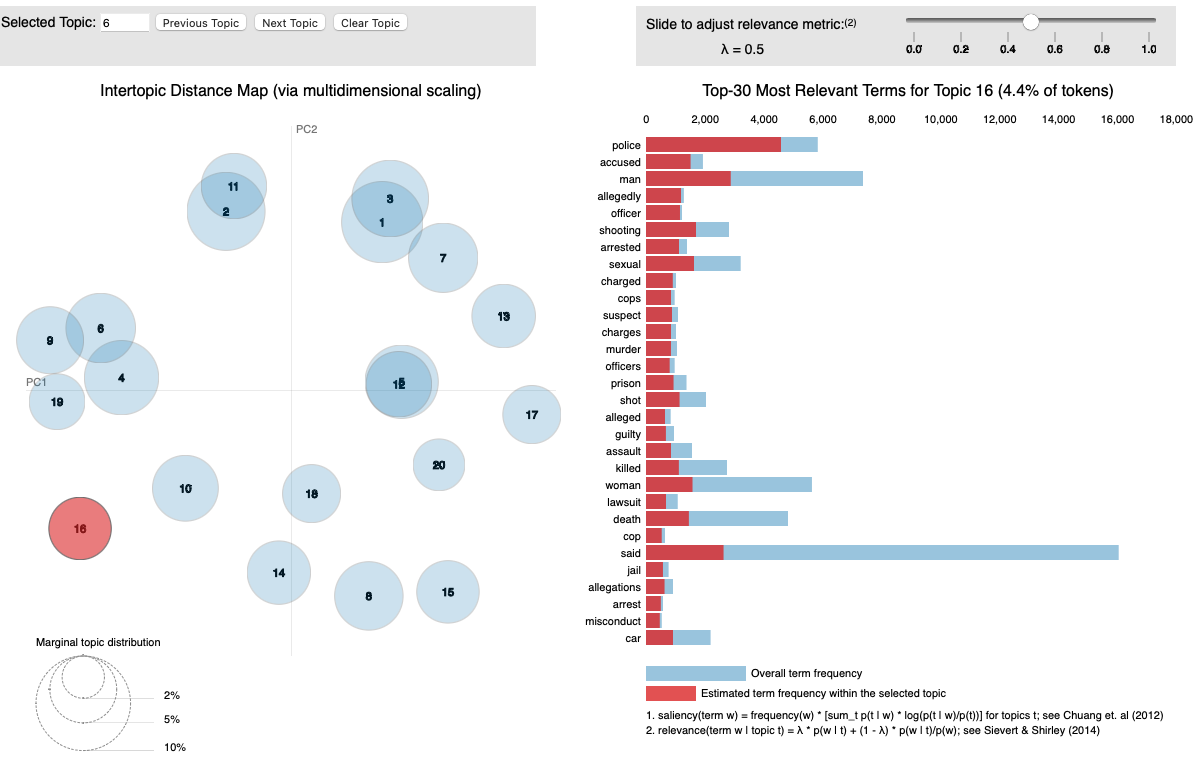 Selected Topic: 6 Previous Topic Next Topic Clear Topic
Slide to adjust relevance metric:(2)
λ = 0.5
0.0 0.2 0.4 0.6 0.8 1.0
Intertopic Distance Map (via multidimensional scaling)
PC2
PC1
11
2
3
1
7
13
6
9
4
19
5
12
17
20
10
18
16
14
8
15
Marginal topic distribution
2%
5%
10%
Top-30 Most Relevant Terms for Topic 16 (4.4% of tokens)
0 2,000 4,000 6,000 8,000 10,000 12,000 14,000 16,000 18,000
police
accused
man
allegedly
officer
shooting
arrested
sexual
charged
cops
suspect
charges
murder
officers
prison
shot
alleged
guilty
assault
killed
woman
lawsuit
death
cop
said
jail
allegations
arrest
misconduct
car
Overall term frequency
Estimated term frequency within the selected topic
1. saliency(term w) = frequency(w) * [sum_t p(t | w) * log(p(t | w)/p(t))] for topics t; see Chuang et. al (2012)
2. relevance(term w | topic t) = λ * p(w | t) + (1 - λ) * p(w | t)/p(w); see Sievert & Shirley (2014)